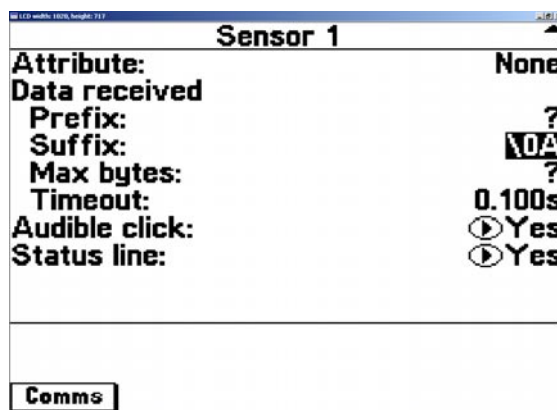 LCD width: 1020, height: 717
Sensor 1
Attribute: None
Data received
Prefix: ?
Suffix: \0A
Max bytes: ?
Timeout: 0.100s
Audible click: Yes
Status line: Yes
Comms